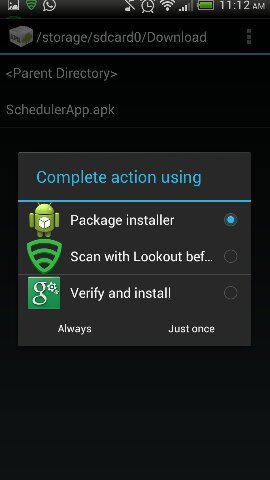 11:12 AM
/storage/sdcard0/Download
<Parent Directory>
SchedulerApp.apk
Complete action using
Package installer
Scan with Lookout bef...
Verify and install
Always
Just once